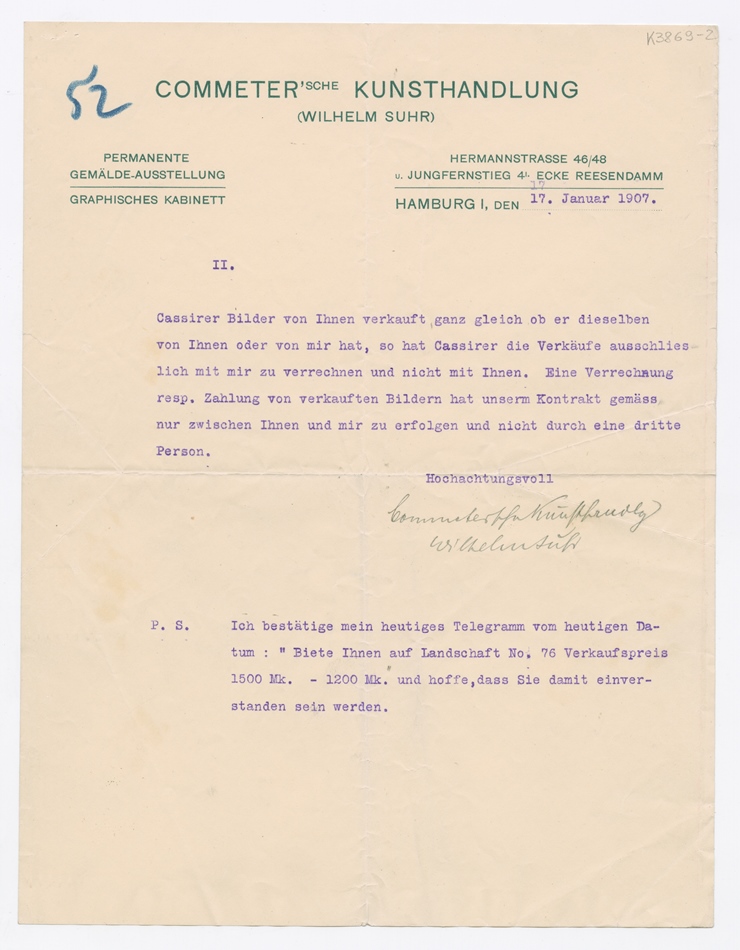 K3869-2
52
COMMETER'SCHE KUNSTHANDLUNG
(WILHELM SUHR)
PERMANENTE
GEMÄLDE-AUSSTELLUNG
GRAPHISCHES KABINETT
HERMANNSTRASSE 46/48
U. JUNGFERNSTIEG ECKE REESENDAMM
17
HAMBURG I, DEN 17. Januar 1907.
II.
Cassirer Bilder von Ihnen verkauft, ganz gleich ob er dieselben
von Ihnen oder von mir hat, so hat Cassirer die Verkäufe ausschlies-
lich mit mir zu verrechnen und nicht mit Ihnen. Eine Verrechnung
resp. Zahlung von verkauften Bildern hat unserm Kontrakt gemäss
nur zwischen Ihnen und mir zu erfolgen und nicht durch eine dritte
Person.
Hochachtungsvoll
Commetersche Kunsthandlg
Wilhelm Suhr
P. S. Ich bestätige mein heutiges Telegramm vom heutigen Da-
tum : " Biete Ihnen auf Landschaft No. 76 Verkaufspreis
1500 Mk. - 1200 Mk." und hoffe, dass Sie damit einver-
standen sein werden.